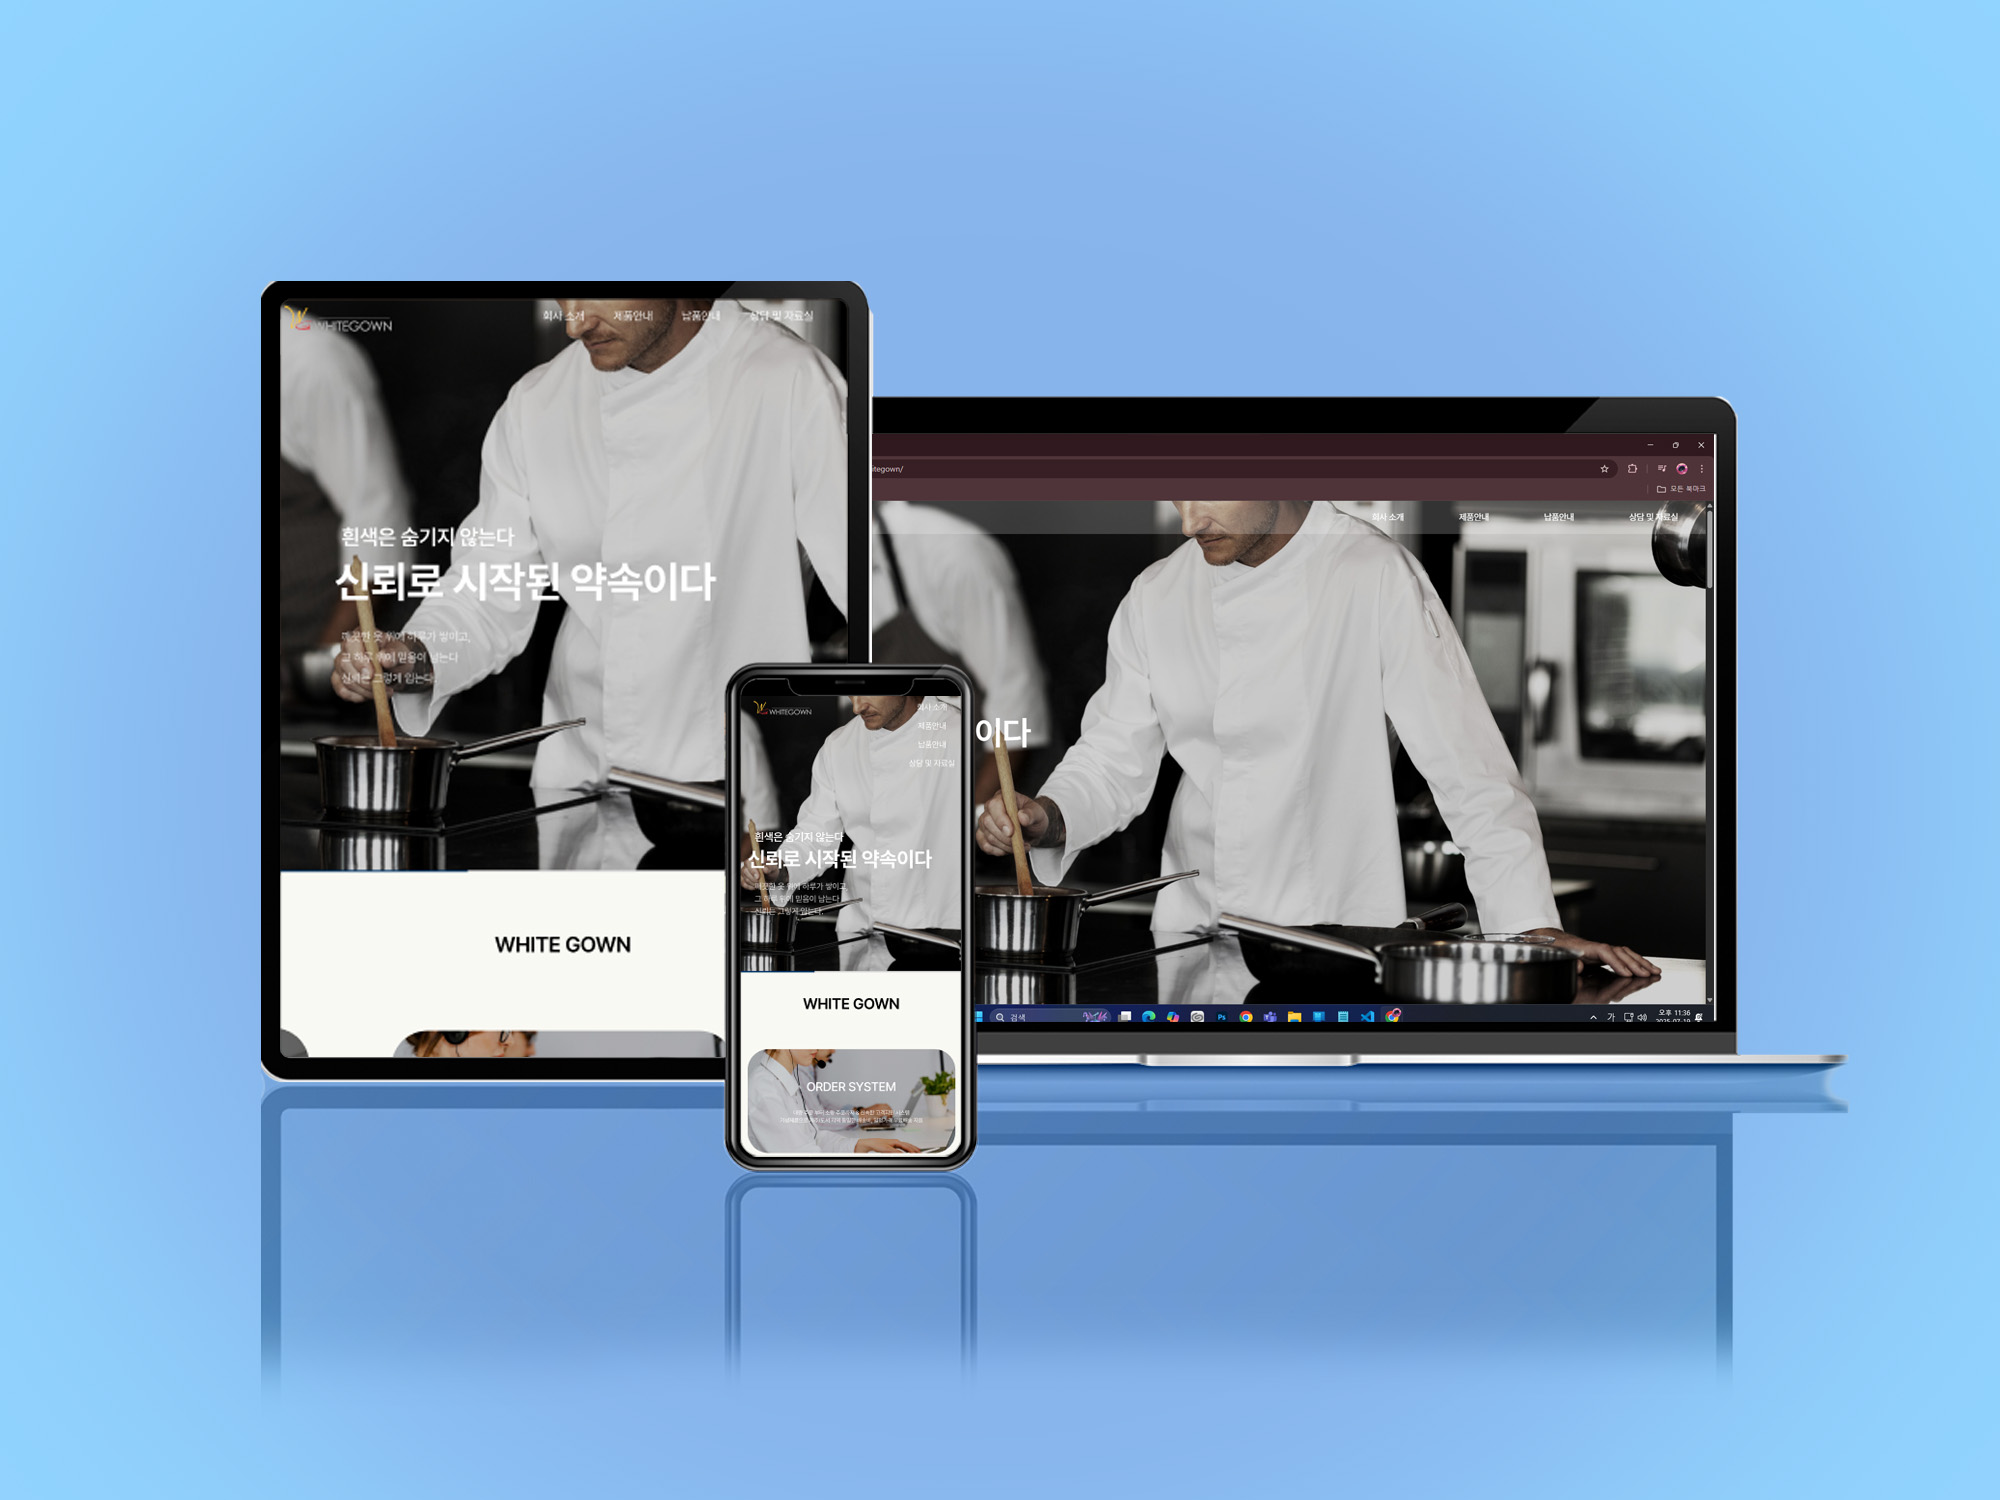 WHITEGOWN
회사 소개 제품안내 납품안내 상담 및 자료실
흰색은 숨기지 않는다
신뢰로 시작된 약속이다
깨끗한 옷 위에 하루가 쌓이고,
그 하루 위에 믿음이 남는다
신뢰는 그렇게 입는다.
WHITE GOWN
itegown/
모든 북마크
회사 소개 제품안내 납품안내 상담 및 자료실
이다
검색
Ps
가
오후 11:36
2025-07-19
WHITEGOWN
회사 소개
제품안내
납품안내
상담 및 자료실
흰색은 숨기지 않는다
신뢰로 시작된 약속이다
깨끗한 옷 위에 하루가 쌓이고,
그 하루 위에 믿음이 남는다
신뢰는 그렇게 입는다.
WHITE GOWN
ORDER SYSTEM